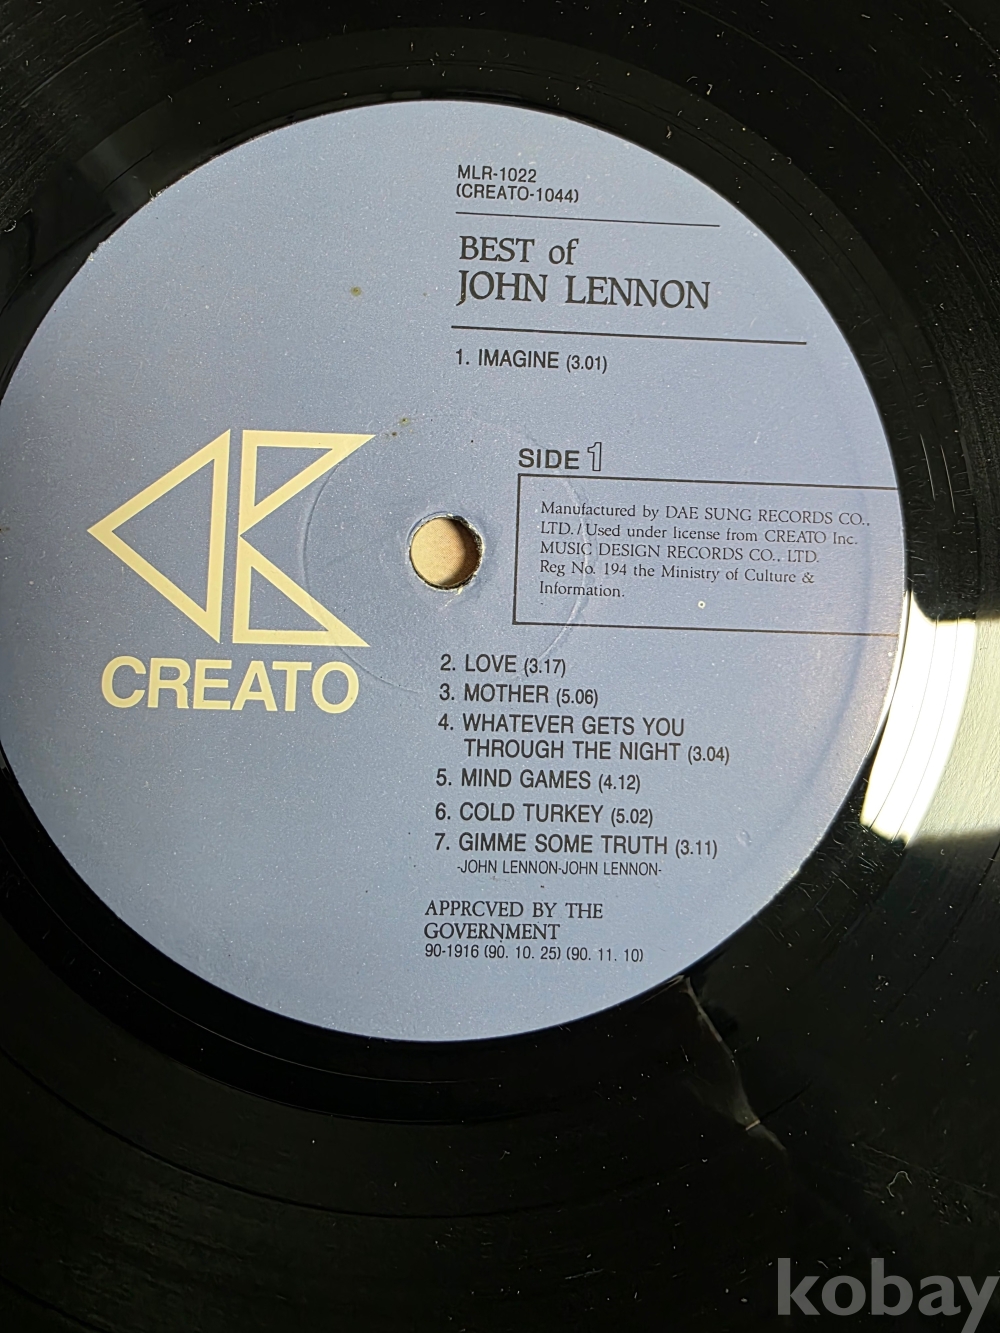 MLR-1022
(CREATO-1044)
BEST of
JOHN LENNON
1. IMAGINE (3.01)
SIDE 1
Manufactured by DAE SUNG RECORDS CO.,
LTD. / Used under license from CREATO Inc.
MUSIC DESIGN RECORDS CO., LTD.
Reg No. 194 the Ministry of Culture &
Information.
CREATO
2. LOVE (3.17)
3. MOTHER (5.06)
4. WHATEVER GETS YOU
THROUGH THE NIGHT (3.04)
5. MIND GAMES (4.12)
6. COLD TURKEY (5.02)
7. GIMME SOME TRUTH (3.11)
-JOHN LENNON-JOHN LENNON-
APPRCVED BY THE
GOVERNMENT
90-1916 (90. 10. 25) (90. 11. 10)
kobay